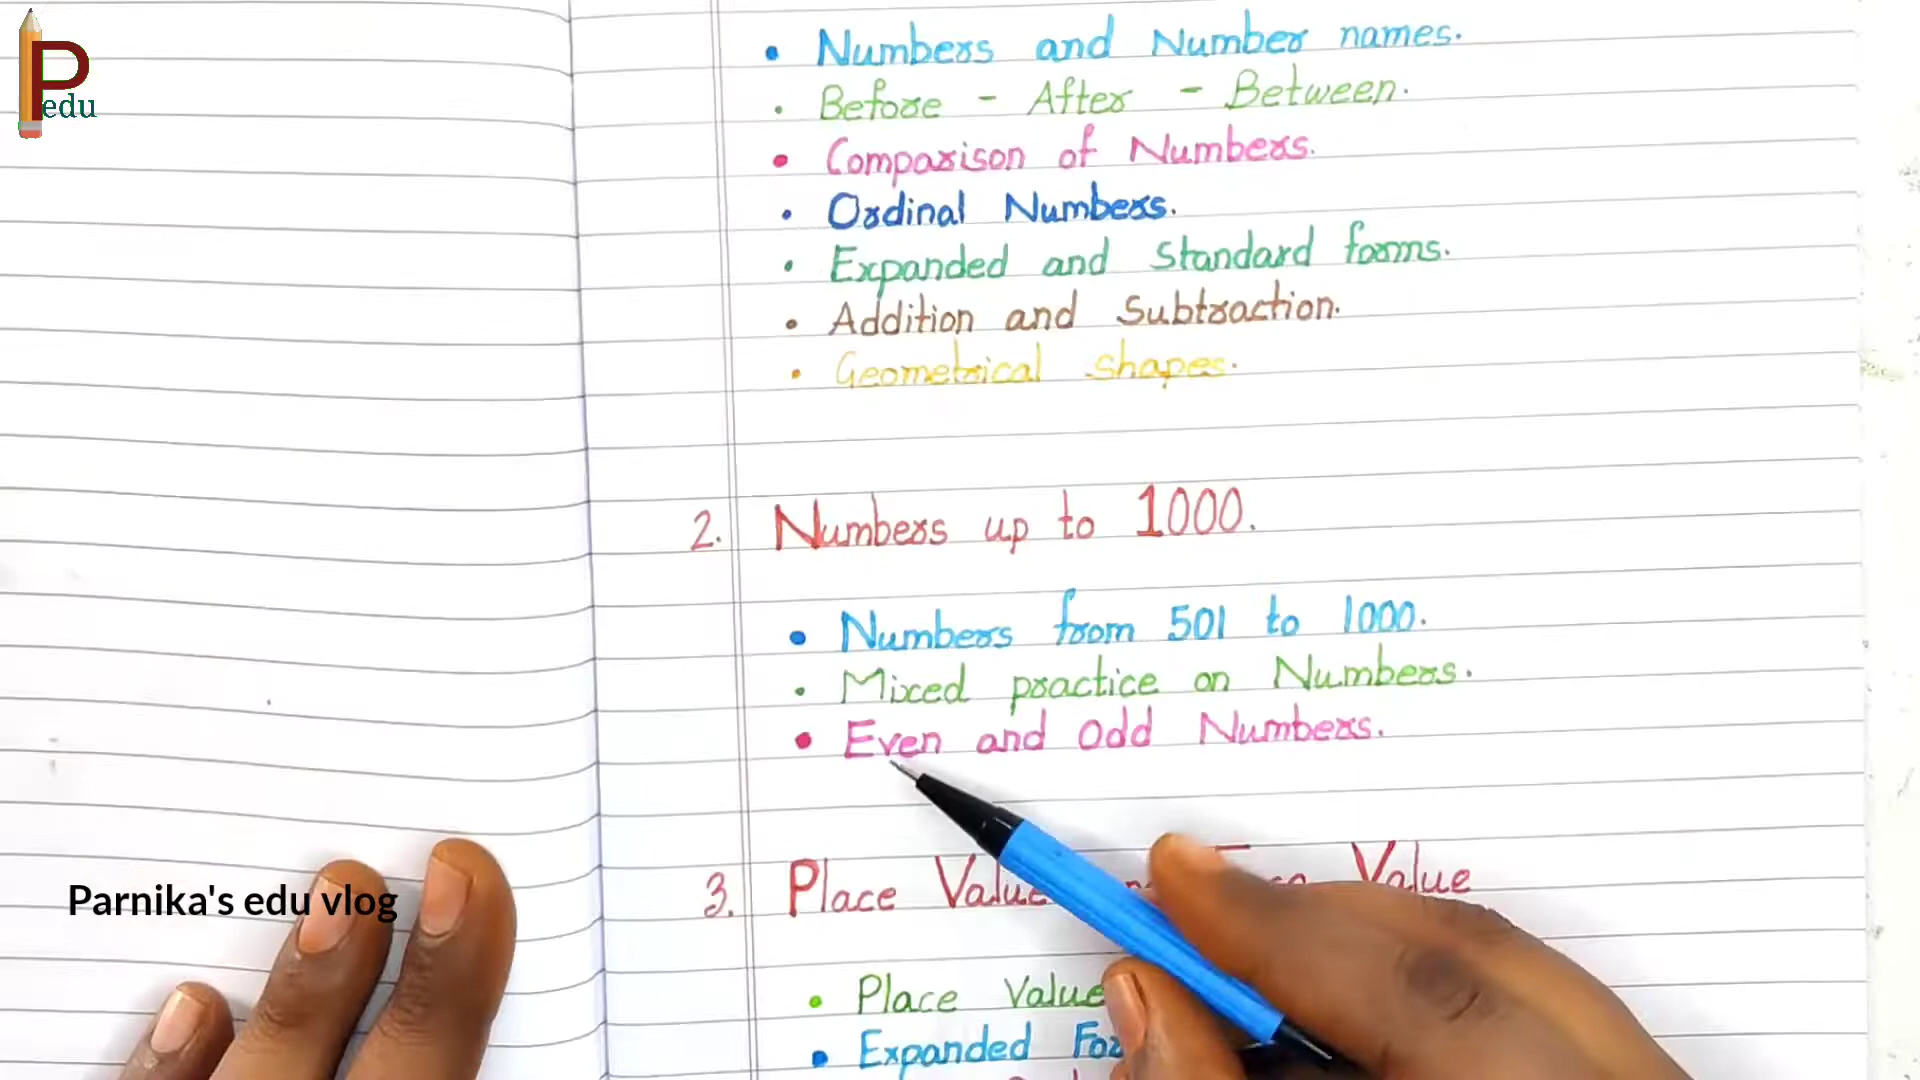 P
edu
• Numbers and Number names.
• Before - After - Between.
• Comparison of Numbers.
• Ordinal Numbers.
• Expanded and Standard forms.
• Addition and Subtraction.
• Geometrical Shapes.
2. Numbers up to 1000.
• Numbers from 501 to 1000.
• Mixed practice on Numbers.
• Even and Odd Numbers.
3. Place Value Value
• Place Value
• Expanded
Parnika's edu vlog